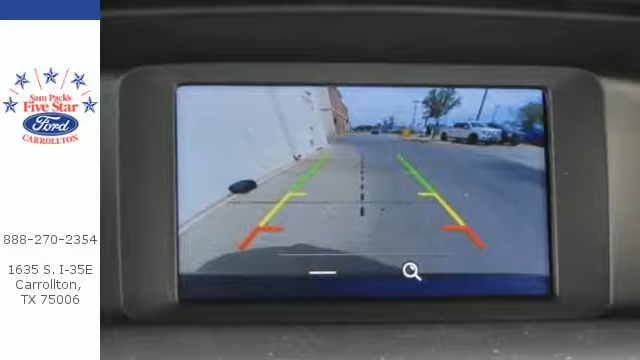 Sam Pack's
Five Star
Ford
CARROLLTON
888-270-2354
1635 S. I-35E
Carrollton,
TX 75006